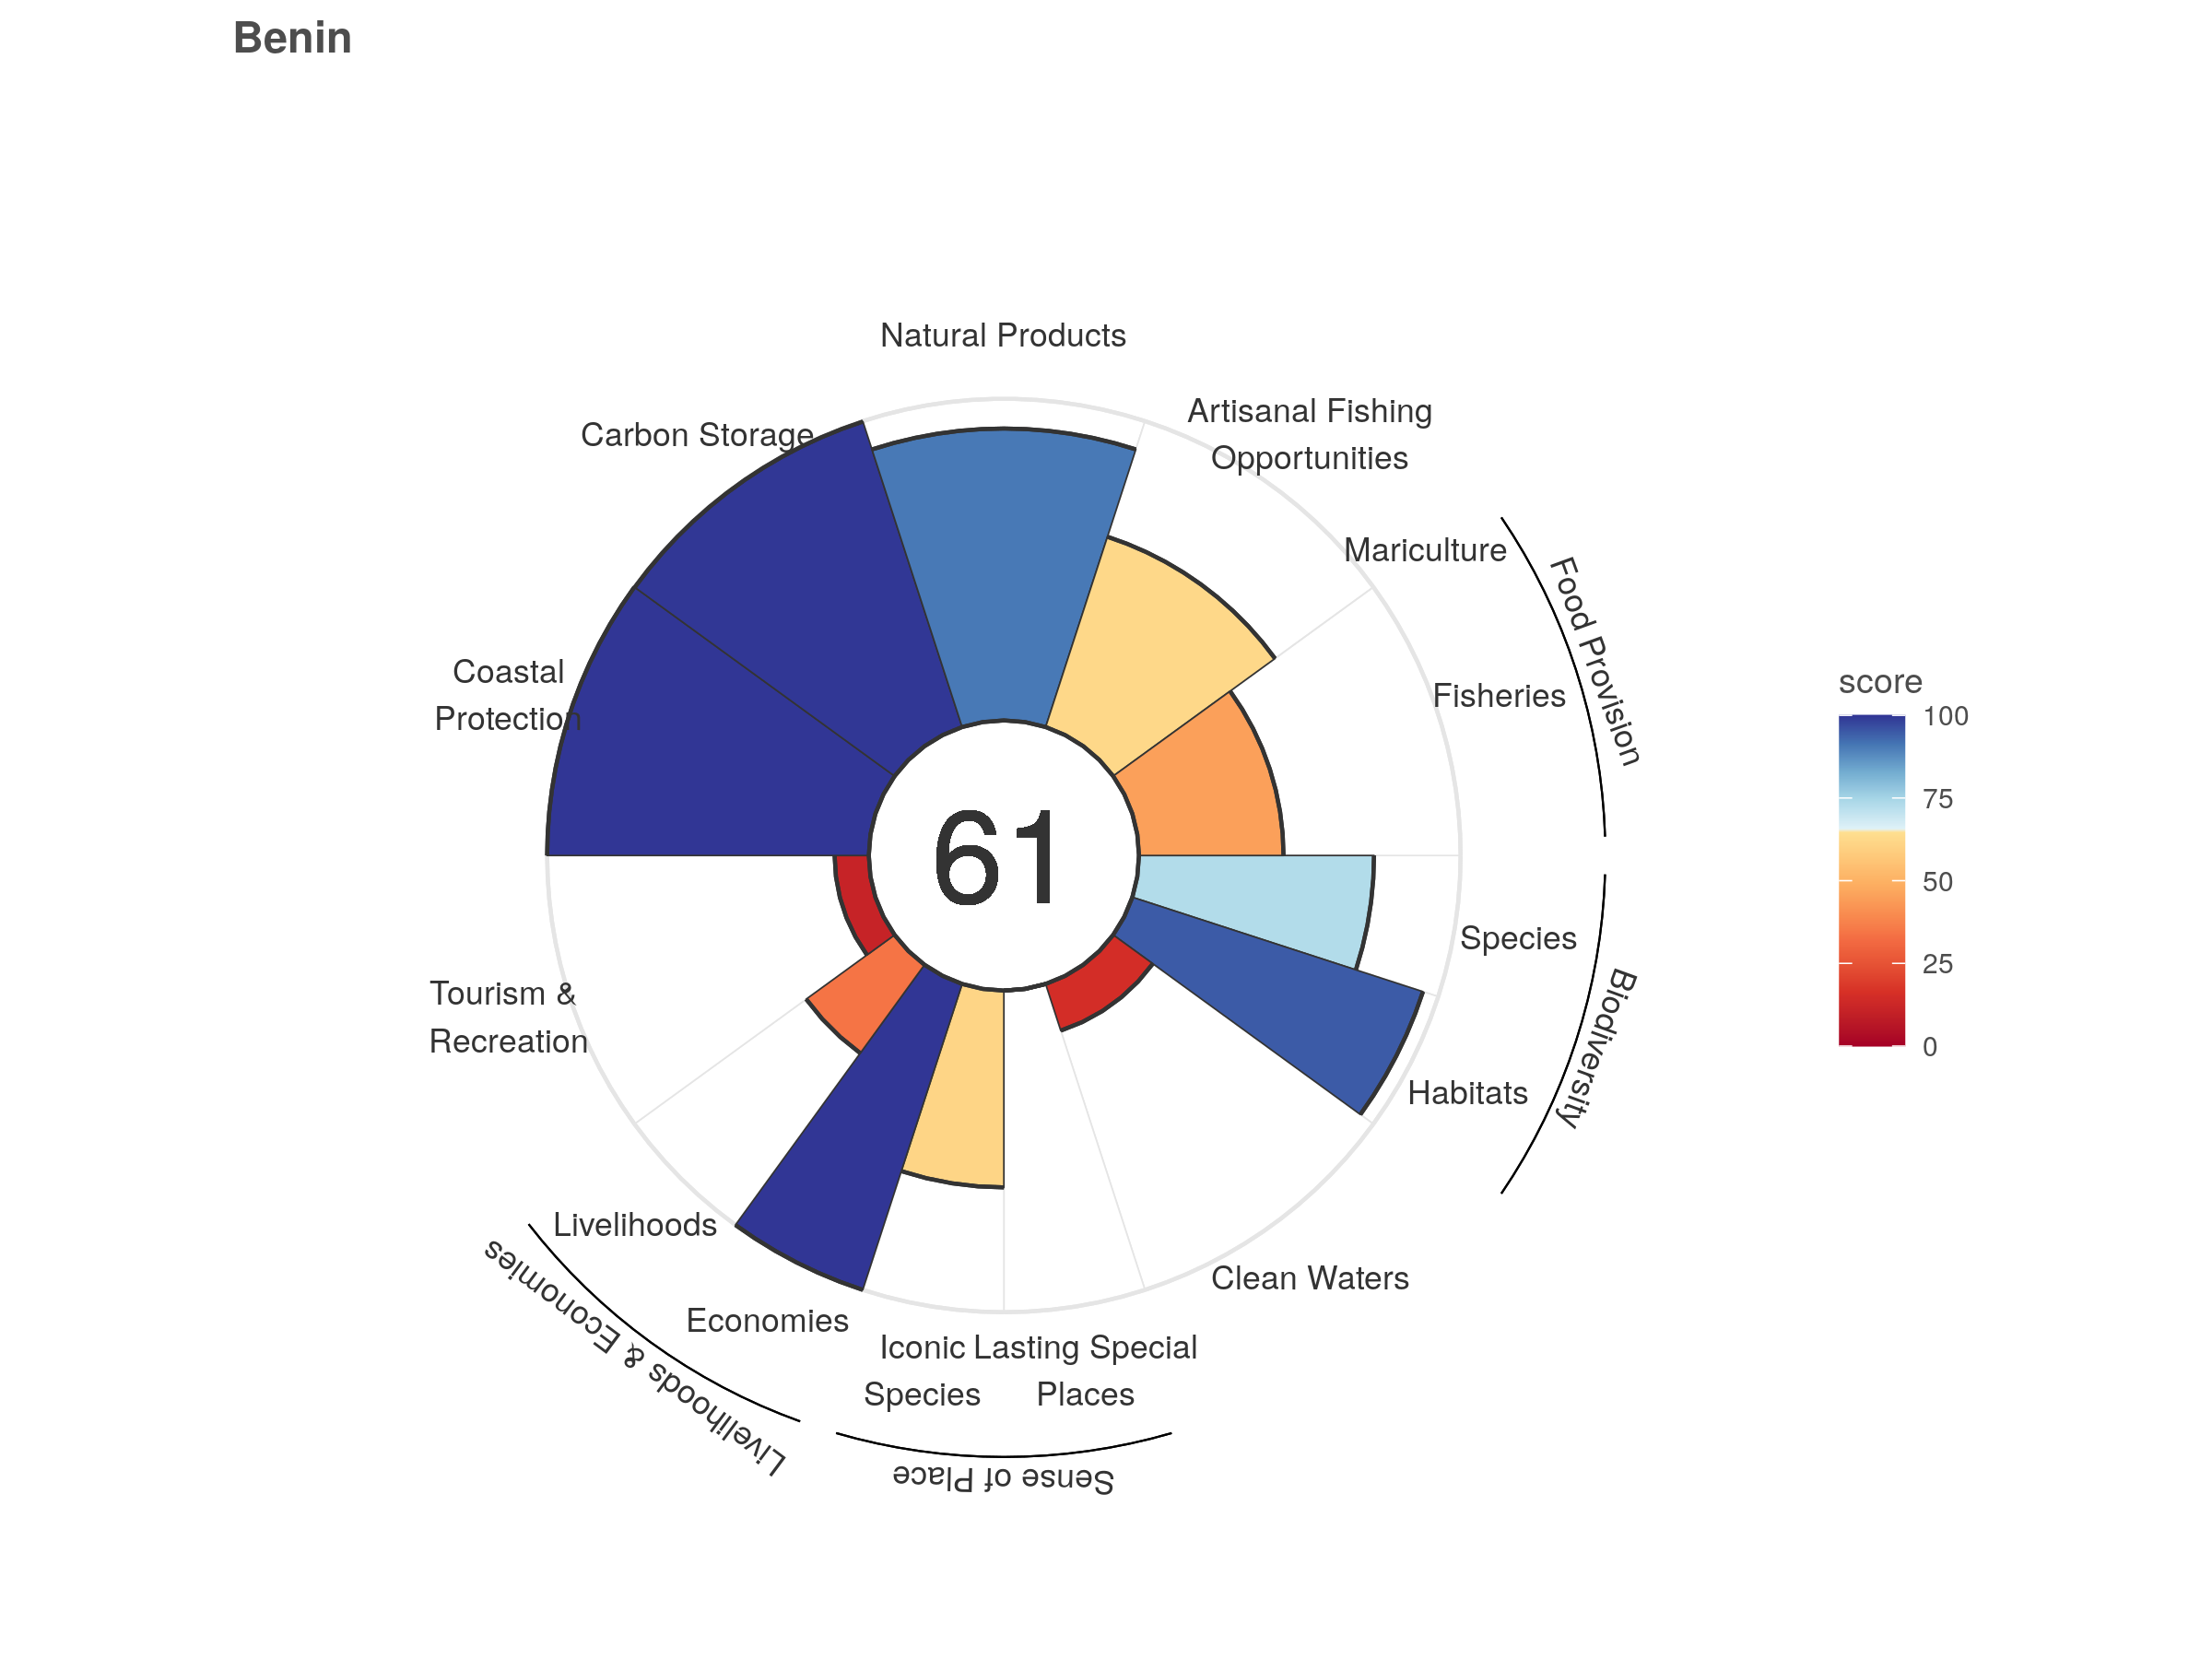 Benin
Natural Products
Artisanal Fishing
Opportunities
Carbon Storage
Mariculture
Food Provision
Fisheries
Coastal
Protection
score
100
75
50
25
0
61
Species
Biodiversity
Habitats
Tourism &
Recreation
Livelihoods
Clean Waters
Economies
Livelihoods & Economies
Iconic
Species
Lasting Special
Places
Sense of Place